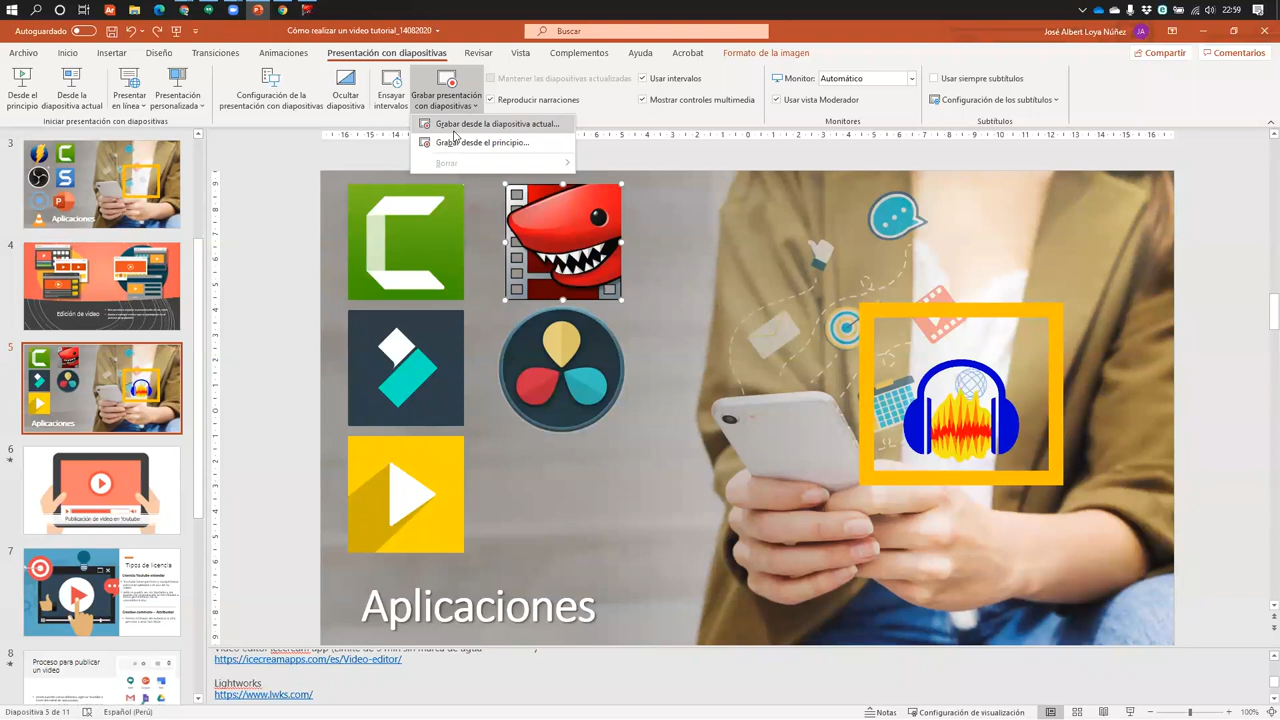 22:59
Autoguardado
Cómo realizar un video tutorial_14082020
Buscar
José Albert Loya Núñez
JA
Archivo
Inicio
Insertar
Diseño
Transiciones
Animaciones
Presentación con diapositivas
Revisar
Vista
Complementos
Ayuda
Acrobat
Formato de la imagen
Compartir
Comentarios
Desde el principio
Desde la diapositiva actual
Presentar en línea
Presentación personalizada
Configuración de la presentación con diapositivas
Ocultar diapositiva
Ensayar intervalos
Grabar presentación con diapositivas
Mantener las diapositivas actualizadas
Reproducir narraciones
Usar intervalos
Mostrar controles multimedia
Monitor:
Automático
Usar vista Moderador
Usar siempre subtítulos
Configuración de los subtítulos
Iniciar presentación con diapositivas
Monitores
Subtítulos
Grabar desde la diapositiva actual...
Grabar desde el principio...
Borrar
3
Aplicaciones
4
Edición de video
5
Aplicaciones
6
Publicación de video en Youtube
7
Tipos de licencia
8
Proceso para publicar
un video
Aplicaciones
https://icecreamapps.com/es/Video-editor/
Lightworks
https://www.lwks.com/
Diapositiva 5 de 11
Español (Perú)
Notas
Configuración de visualización
100%